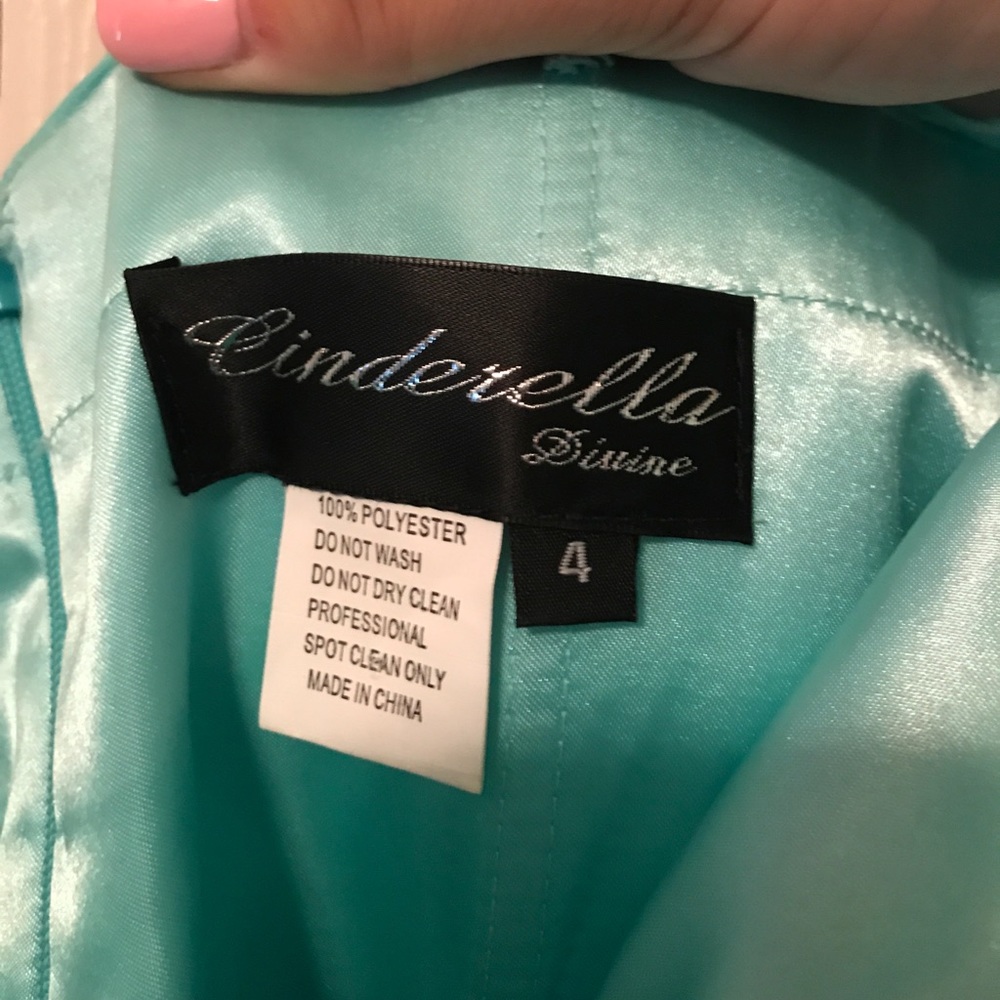 Cinderella
Divine
100% POLYESTER
DO NOT WASH
DO NOT DRY CLEAN
PROFESSIONAL
SPOT CLEAN ONLY
MADE IN CHINA
4